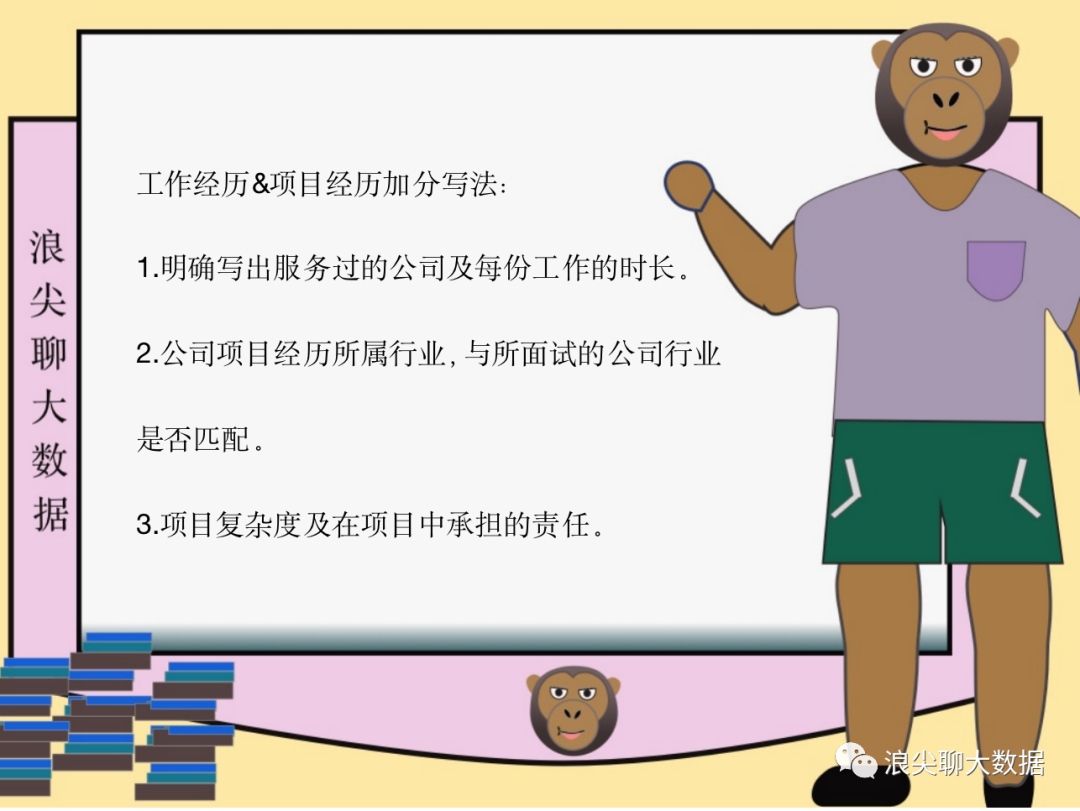 工作经历&项目经历加分写法：
1.明确写出服务过的公司及每份工作的时长。
2.公司项目经历所属行业，与所面试的公司行业
是否匹配。
3.项目复杂度及在项目中承担的责任。
浪尖聊大数据
浪尖聊大数据